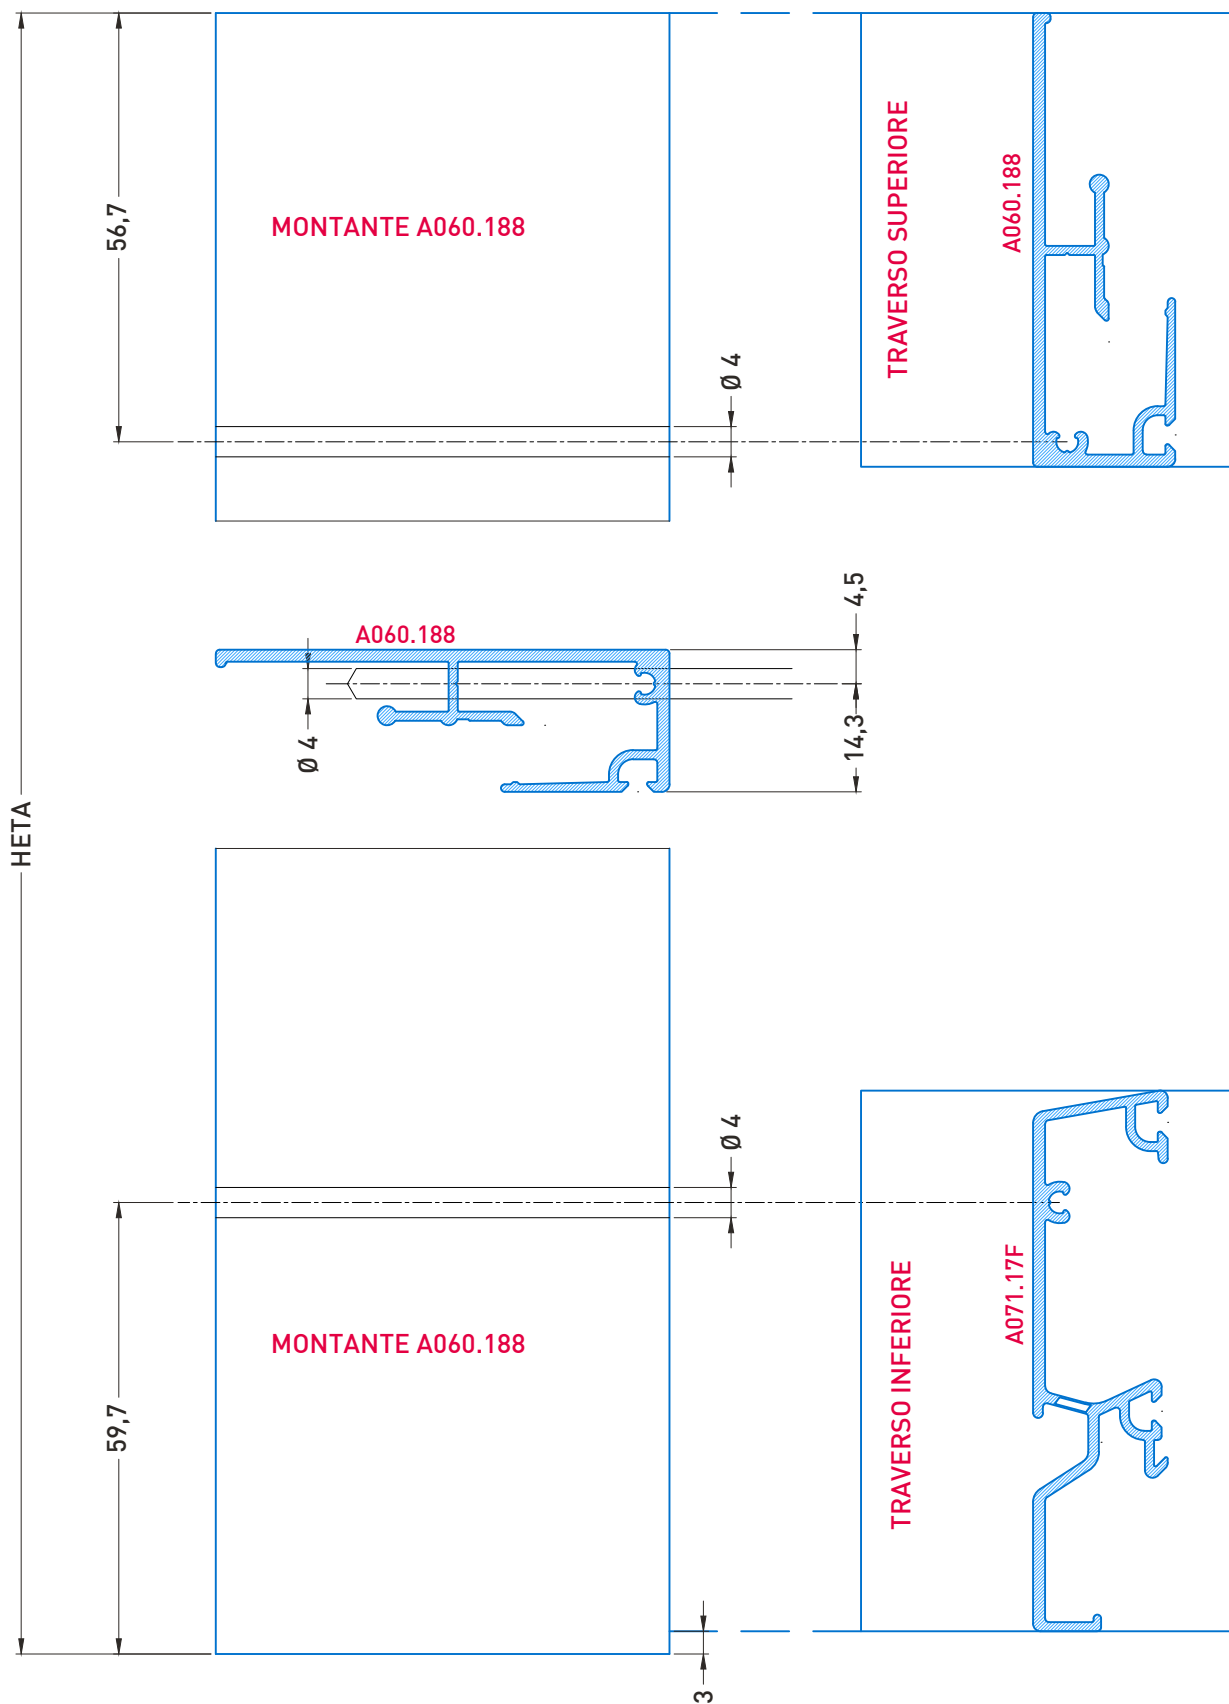 MONTANTE A060.188
56,7
Ø 4
TRAVERSO SUPERIORE
A060.188
HETA
A060.188
Ø 4
4,5
14,3
Ø 4
MONTANTE A060.188
59,7
TRAVERSO INFERIORE
A071.17F
3